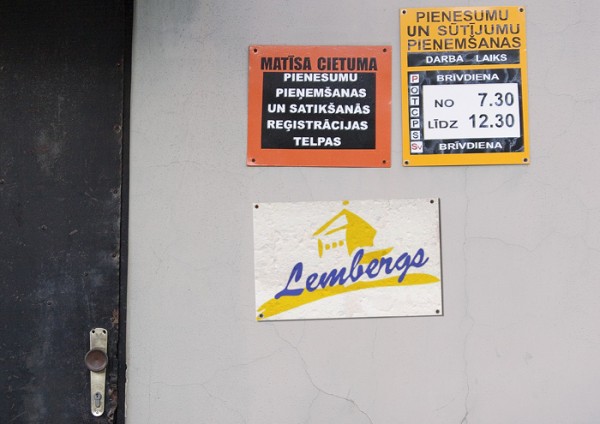 MATĪSA CIETUMA
PIENESUMU
PIEŅEMŠANAS
UN SATIKŠANĀS
REĢISTRĀCIJAS
TELPAS
PIENESUMU
UN SŪTĪJUMU
PIEŅEMŠANAS
DARBA LAIKS
P BRĪVDIENA
O
T NO 7.30
C
P LĪDZ 12.30
S
Sv BRĪVDIENA
Lembergs